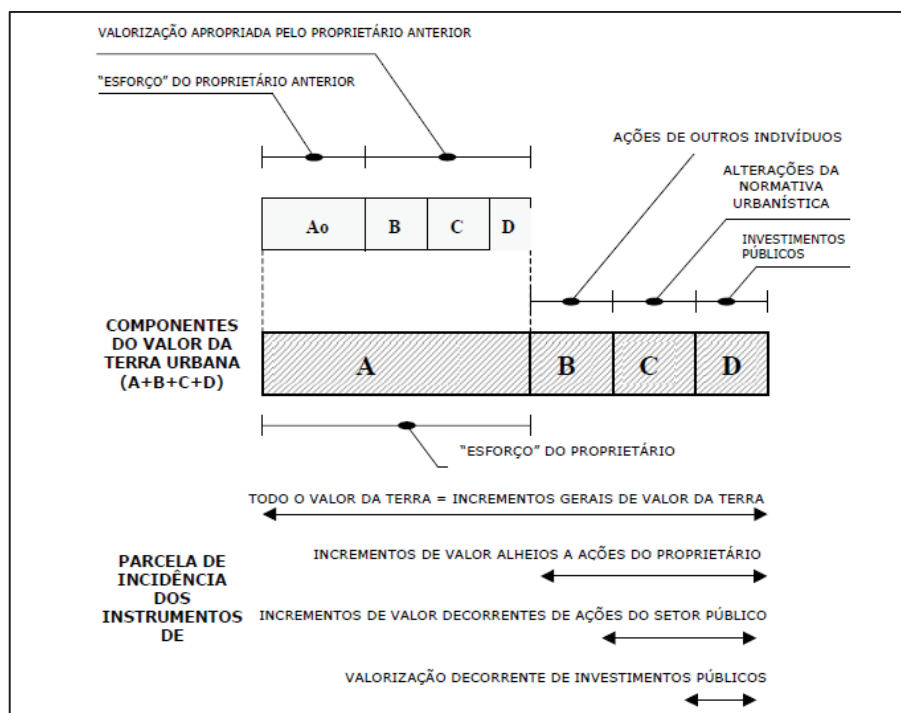 VALORIZAÇÃO APROPRIADA PELO PROPRIETÁRIO ANTERIOR
"ESFORÇO" DO PROPRIETÁRIO ANTERIOR
AÇÕES DE OUTROS INDIVÍDUOS
ALTERAÇÕES DA
NORMATIVA
URBANÍSTICA
INVESTIMENTOS
PÚBLICOS
Ao B C D
COMPONENTES
DO VALOR DA
TERRA URBANA
(A+B+C+D)
A B C D
"ESFORÇO" DO PROPRIETÁRIO
TODO O VALOR DA TERRA = INCREMENTOS GERAIS DE VALOR DA TERRA
PARCELA DE
INCIDÊNCIA
DOS
INSTRUMENTOS
DE
INCREMENTOS DE VALOR ALHEIOS A AÇÕES DO PROPRIETÁRIO
INCREMENTOS DE VALOR DECORRENTES DE AÇÕES DO SETOR PÚBLICO
VALORIZAÇÃO DECORRENTE DE INVESTIMENTOS PÚBLICOS